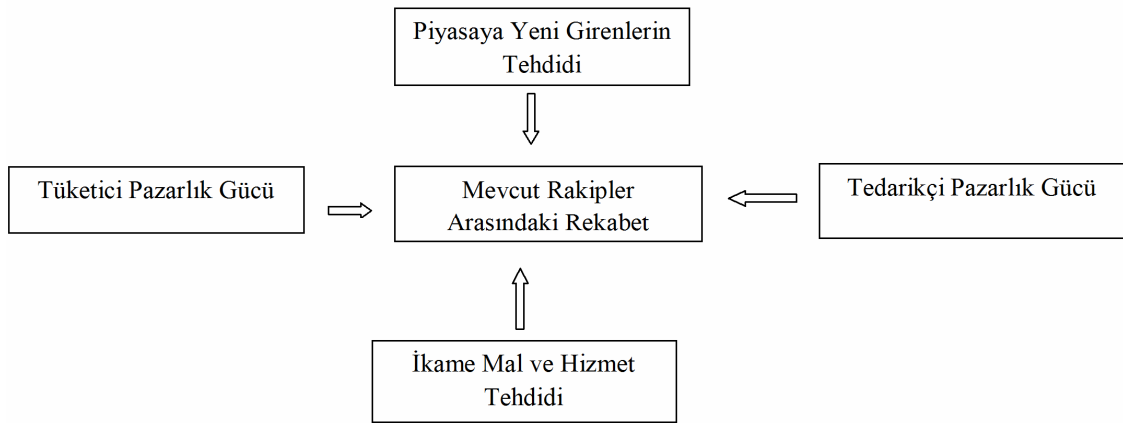 Piyasaya Yeni Girenlerin
Tehdidi
Tüketici Pazarlık Gücü
Mevcut Rakipler
Arasındaki Rekabet
Tedarikçi Pazarlık Gücü
İkame Mal ve Hizmet
Tehdidi